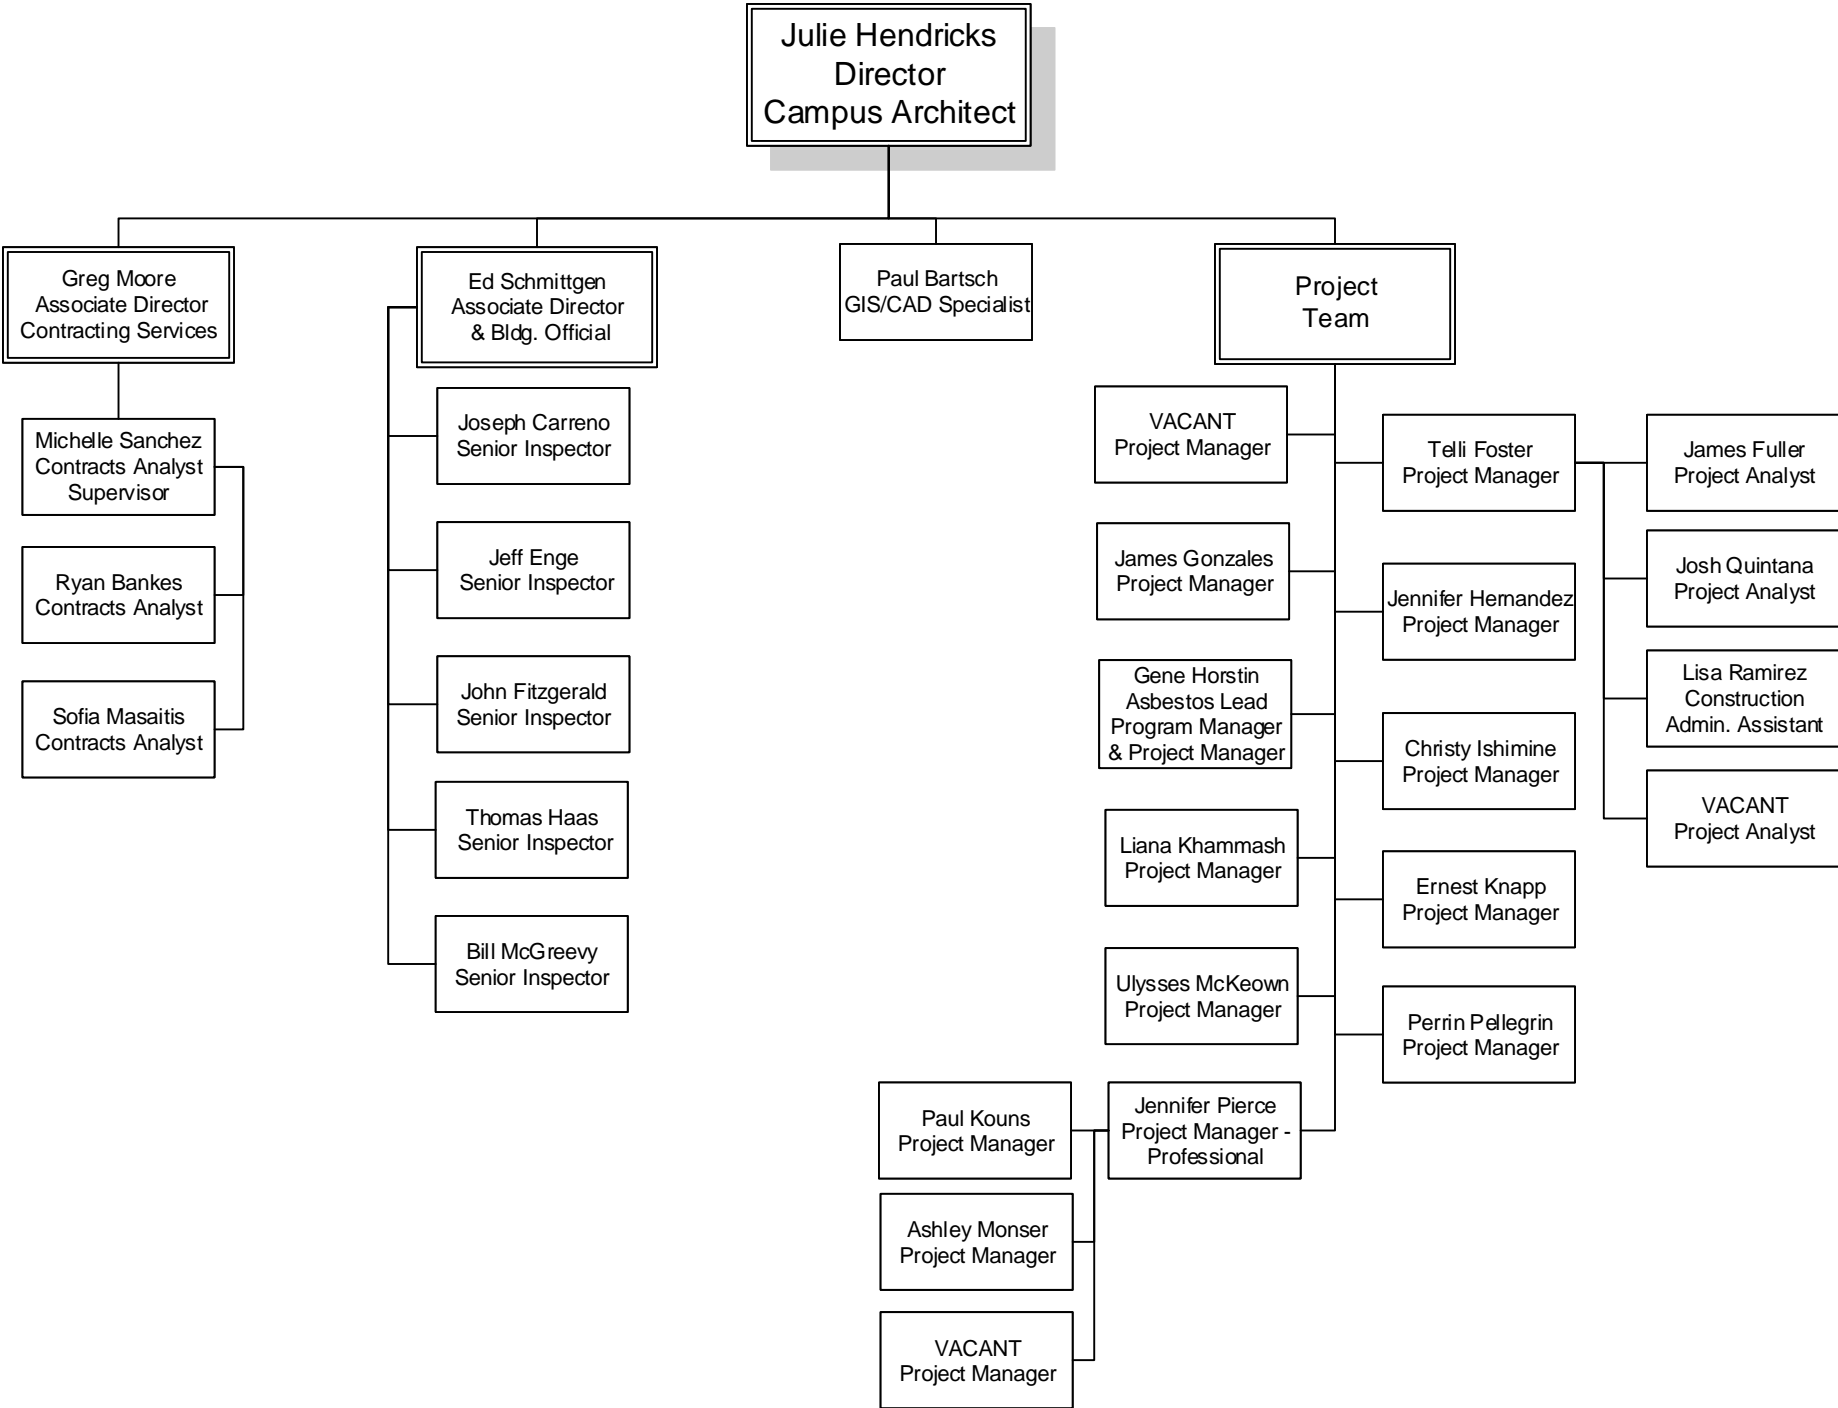 Julie Hendricks
Director
Campus Architect
Greg Moore
Associate Director
Contracting Services
Ed Schmittgen
Associate Director
& Bldg. Official
Paul Bartsch
GIS/CAD Specialist
Project
Team
Michelle Sanchez
Contracts Analyst
Supervisor
Ryan Bankes
Contracts Analyst
Sofia Masaitis
Contracts Analyst
Joseph Carreno
Senior Inspector
Jeff Enge
Senior Inspector
John Fitzgerald
Senior Inspector
Thomas Haas
Senior Inspector
Bill McGreevy
Senior Inspector
VACANT
Project Manager
James Gonzales
Project Manager
Gene Horstin
Asbestos Lead
Program Manager
& Project Manager
Liana Khammash
Project Manager
Ulysses McKeown
Project Manager
Jennifer Pierce
Project Manager -
Professional
Paul Kouns
Project Manager
Ashley Monser
Project Manager
VACANT
Project Manager
Telli Foster
Project Manager
Jennifer Hernandez
Project Manager
Christy Ishimine
Project Manager
Ernest Knapp
Project Manager
Perrin Pellegrin
Project Manager
James Fuller
Project Analyst
Josh Quintana
Project Analyst
Lisa Ramirez
Construction
Admin. Assistant
VACANT
Project Analyst